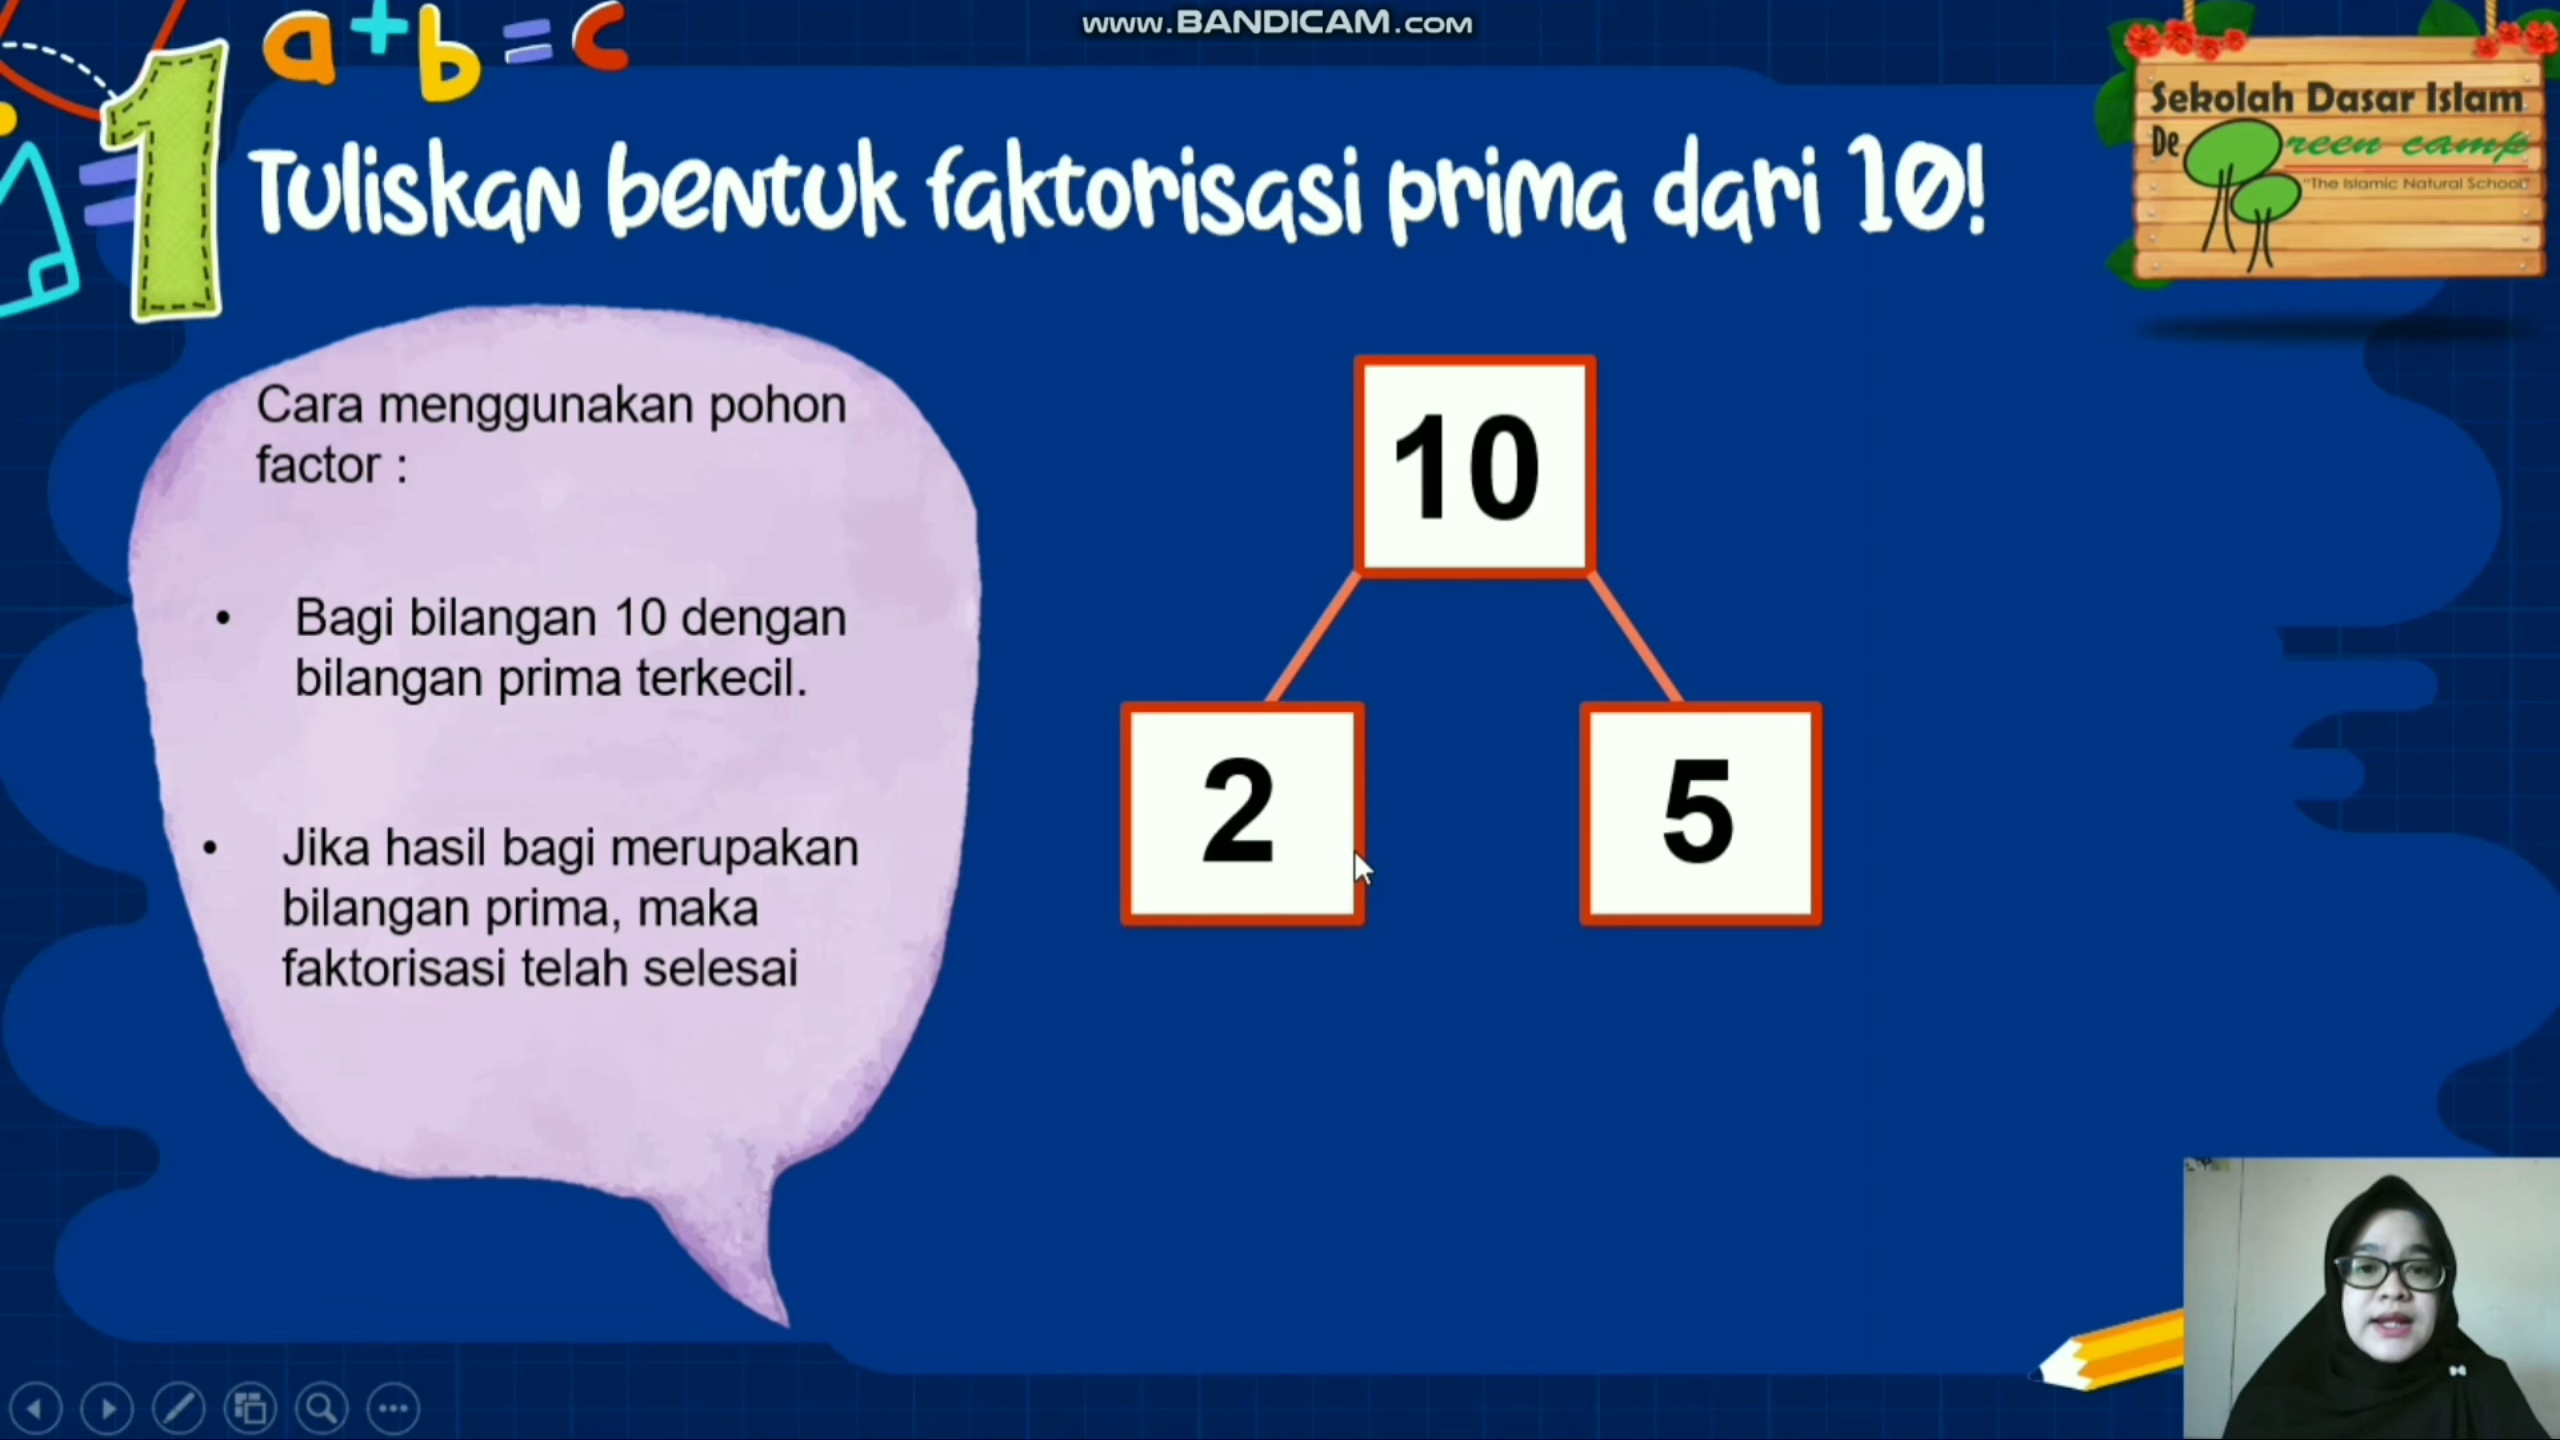 www.BANDICAM.com
a+b=c
1
Tuliskan bentuk faktorisasi prima dari 10!
Sekolah Dasar Islam
De Green camp
"The Islamic Natural School"
Cara menggunakan pohon
factor :
• Bagi bilangan 10 dengan
bilangan prima terkecil.
• Jika hasil bagi merupakan
bilangan prima, maka
faktorisasi telah selesai
10
2
5